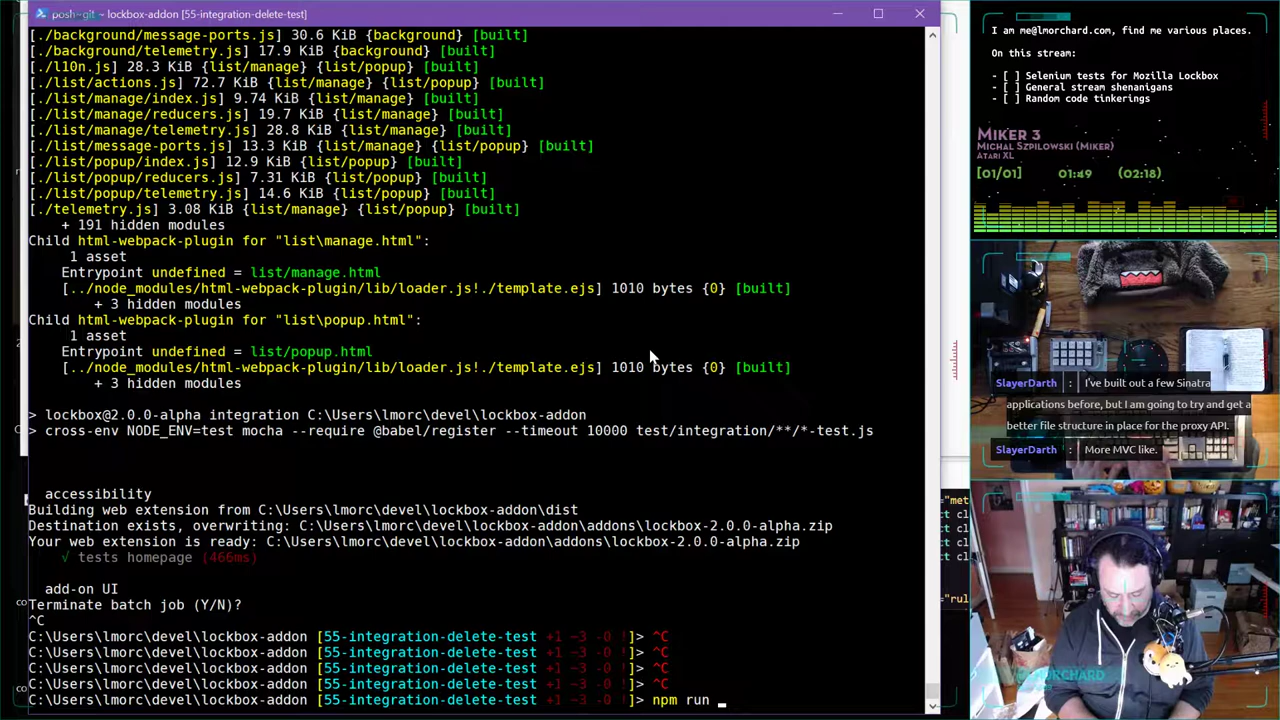 posh~git ~ lockbox-addon [55-integration-delete-test]
[./background/message-ports.js] 30.6 KiB {background} [built]
[./background/telemetry.js] 17.9 KiB {background} [built]
[./l10n.js] 28.3 KiB {list/manage} {list/popup} [built]
[./list/actions.js] 72.7 KiB {list/manage} {list/popup} [built]
[./list/manage/index.js] 9.74 KiB {list/manage} [built]
[./list/manage/reducers.js] 19.7 KiB {list/manage} [built]
[./list/manage/telemetry.js] 28.8 KiB {list/manage} [built]
[./list/message-ports.js] 13.3 KiB {list/manage} {list/popup} [built]
[./list/popup/index.js] 12.9 KiB {list/popup} [built]
[./list/popup/reducers.js] 7.31 KiB {list/popup} [built]
[./list/popup/telemetry.js] 14.6 KiB {list/popup} [built]
[./telemetry.js] 3.08 KiB {list/manage} {list/popup} [built]
+ 191 hidden modules
Child html-webpack-plugin for "list\manage.html":
1 asset
Entrypoint undefined = list/manage.html
[../node_modules/html-webpack-plugin/lib/loader.js!./template.ejs] 1010 bytes {0} [built]
+ 3 hidden modules
Child html-webpack-plugin for "list\popup.html":
1 asset
Entrypoint undefined = list/popup.html
[../node_modules/html-webpack-plugin/lib/loader.js!./template.ejs] 1010 bytes {0} [built]
+ 3 hidden modules
> lockbox@2.0.0-alpha integration C:\Users\lmorc\devel\lockbox-addon
> cross-env NODE_ENV=test mocha --require @babel/register --timeout 10000 test/integration/**/*-test.js
accessibility
Building web extension from C:\Users\lmorc\devel\lockbox-addon\dist
Destination exists, overwriting: C:\Users\lmorc\devel\lockbox-addon\addons\lockbox-2.0.0-alpha.zip
Your web extension is ready: C:\Users\lmorc\devel\lockbox-addon\addons\lockbox-2.0.0-alpha.zip
√ tests homepage (466ms)
add-on UI
Terminate batch job (Y/N)?
^C
C:\Users\lmorc\devel\lockbox-addon [55-integration-delete-test +1 ~3 -0 !]> ^C
C:\Users\lmorc\devel\lockbox-addon [55-integration-delete-test +1 ~3 -0 !]> ^C
C:\Users\lmorc\devel\lockbox-addon [55-integration-delete-test +1 ~3 -0 !]> ^C
C:\Users\lmorc\devel\lockbox-addon [55-integration-delete-test +1 ~3 -0 !]> ^C
C:\Users\lmorc\devel\lockbox-addon [55-integration-delete-test +1 ~3 -0 !]> npm run _
I am me@lmorchard.com, find me various places.
On this stream:
- [ ] Selenium tests for Mozilla Lockbox
- [ ] General stream shenanigans
- [ ] Random code tinkerings
MIKER 3
MICHAL SZPILOWSKI (MIKER)
ATARI XL
[01/01] 01:49 (02:18)
SlayerDarth : I've built out a few Sinatra
applications before, but I am going to try and get a
better file structure in place for the proxy API.
SlayerDarth : More MVC like.
"met
ct cl
ct cl
="rul